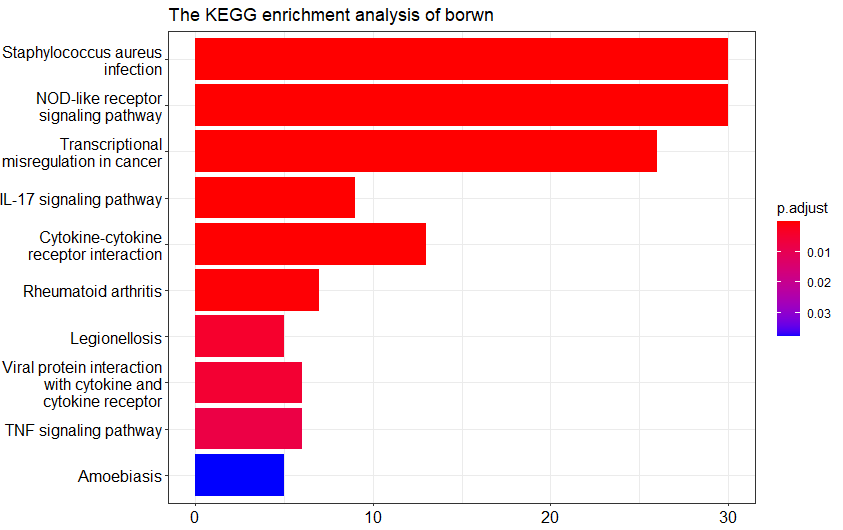 The KEGG enrichment analysis of borwn
Staphylococcus aureus
infection
NOD-like receptor
signaling pathway
Transcriptional
misregulation in cancer
IL-17 signaling pathway
Cytokine-cytokine
receptor interaction
Rheumatoid arthritis
Legionellosis
Viral protein interaction
with cytokine and
cytokine receptor
TNF signaling pathway
Amoebiasis
0 10 20 30
p.adjust
0.01
0.02
0.03